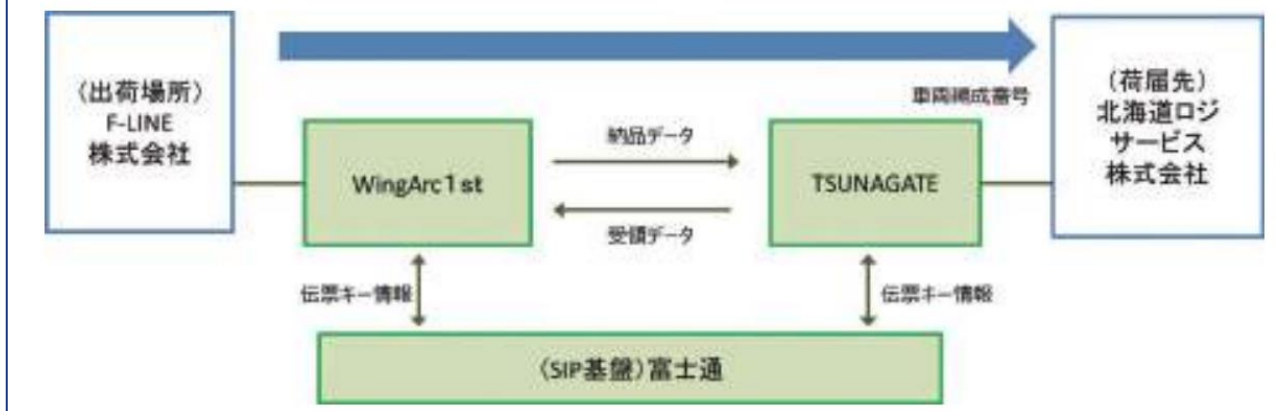 （出荷場所）
F-LINE
株式会社
車両編成番号
（荷届先）
北海道ロジ
サービス
株式会社
WingArc1st
納品データ
受領データ
TSUNAGATE
伝票キー情報
伝票キー情報
（SIP基盤）富士通